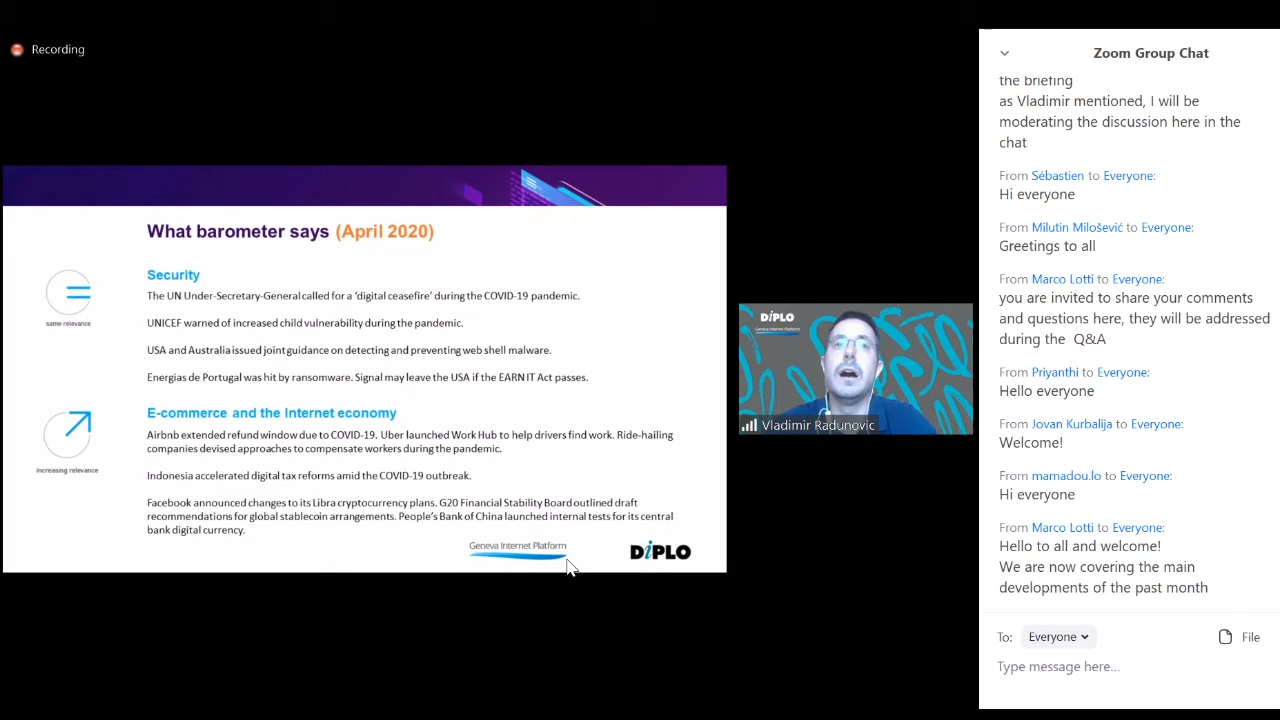 Recording
What barometer says (April 2020)
Security
same relevance
The UN Under-Secretary-General called for a 'digital ceasefire' during the COVID-19 pandemic.
UNICEF warned of increased child vulnerability during the pandemic.
USA and Australia issued joint guidance on detecting and preventing web shell malware.
Energias de Portugal was hit by ransomware. Signal may leave the USA if the EARN IT Act passes.
E-commerce and the Internet economy
increasing relevance
Airbnb extended refund window due to COVID-19. Uber launched Work Hub to help drivers find work. Ride-hailing
companies devised approaches to compensate workers during the pandemic.
Indonesia accelerated digital tax reforms amid the COVID-19 outbreak.
Facebook announced changes to its Libra cryptocurrency plans. G20 Financial Stability Board outlined draft
recommendations for global stablecoin arrangements. People's Bank of China launched internal tests for its central
bank digital currency.
Geneva Internet Platform
DiPLO
DiPLO
Geneva Internet Platform
Vladimir Radunovic
Zoom Group Chat
the briefing
as Vladimir mentioned, I will be
moderating the discussion here in the
chat
From Sébastien to Everyone:
Hi everyone
From Milutin Milošević to Everyone:
Greetings to all
From Marco Lotti to Everyone:
you are invited to share your comments
and questions here, they will be addressed
during the Q&A
From Priyanthi to Everyone:
Hello everyone
From Jovan Kurbalija to Everyone:
Welcome!
From mamadou.lo to Everyone:
Hi everyone
From Marco Lotti to Everyone:
Hello to all and welcome!
We are now covering the main
developments of the past month
To: Everyone
File
Type message here...